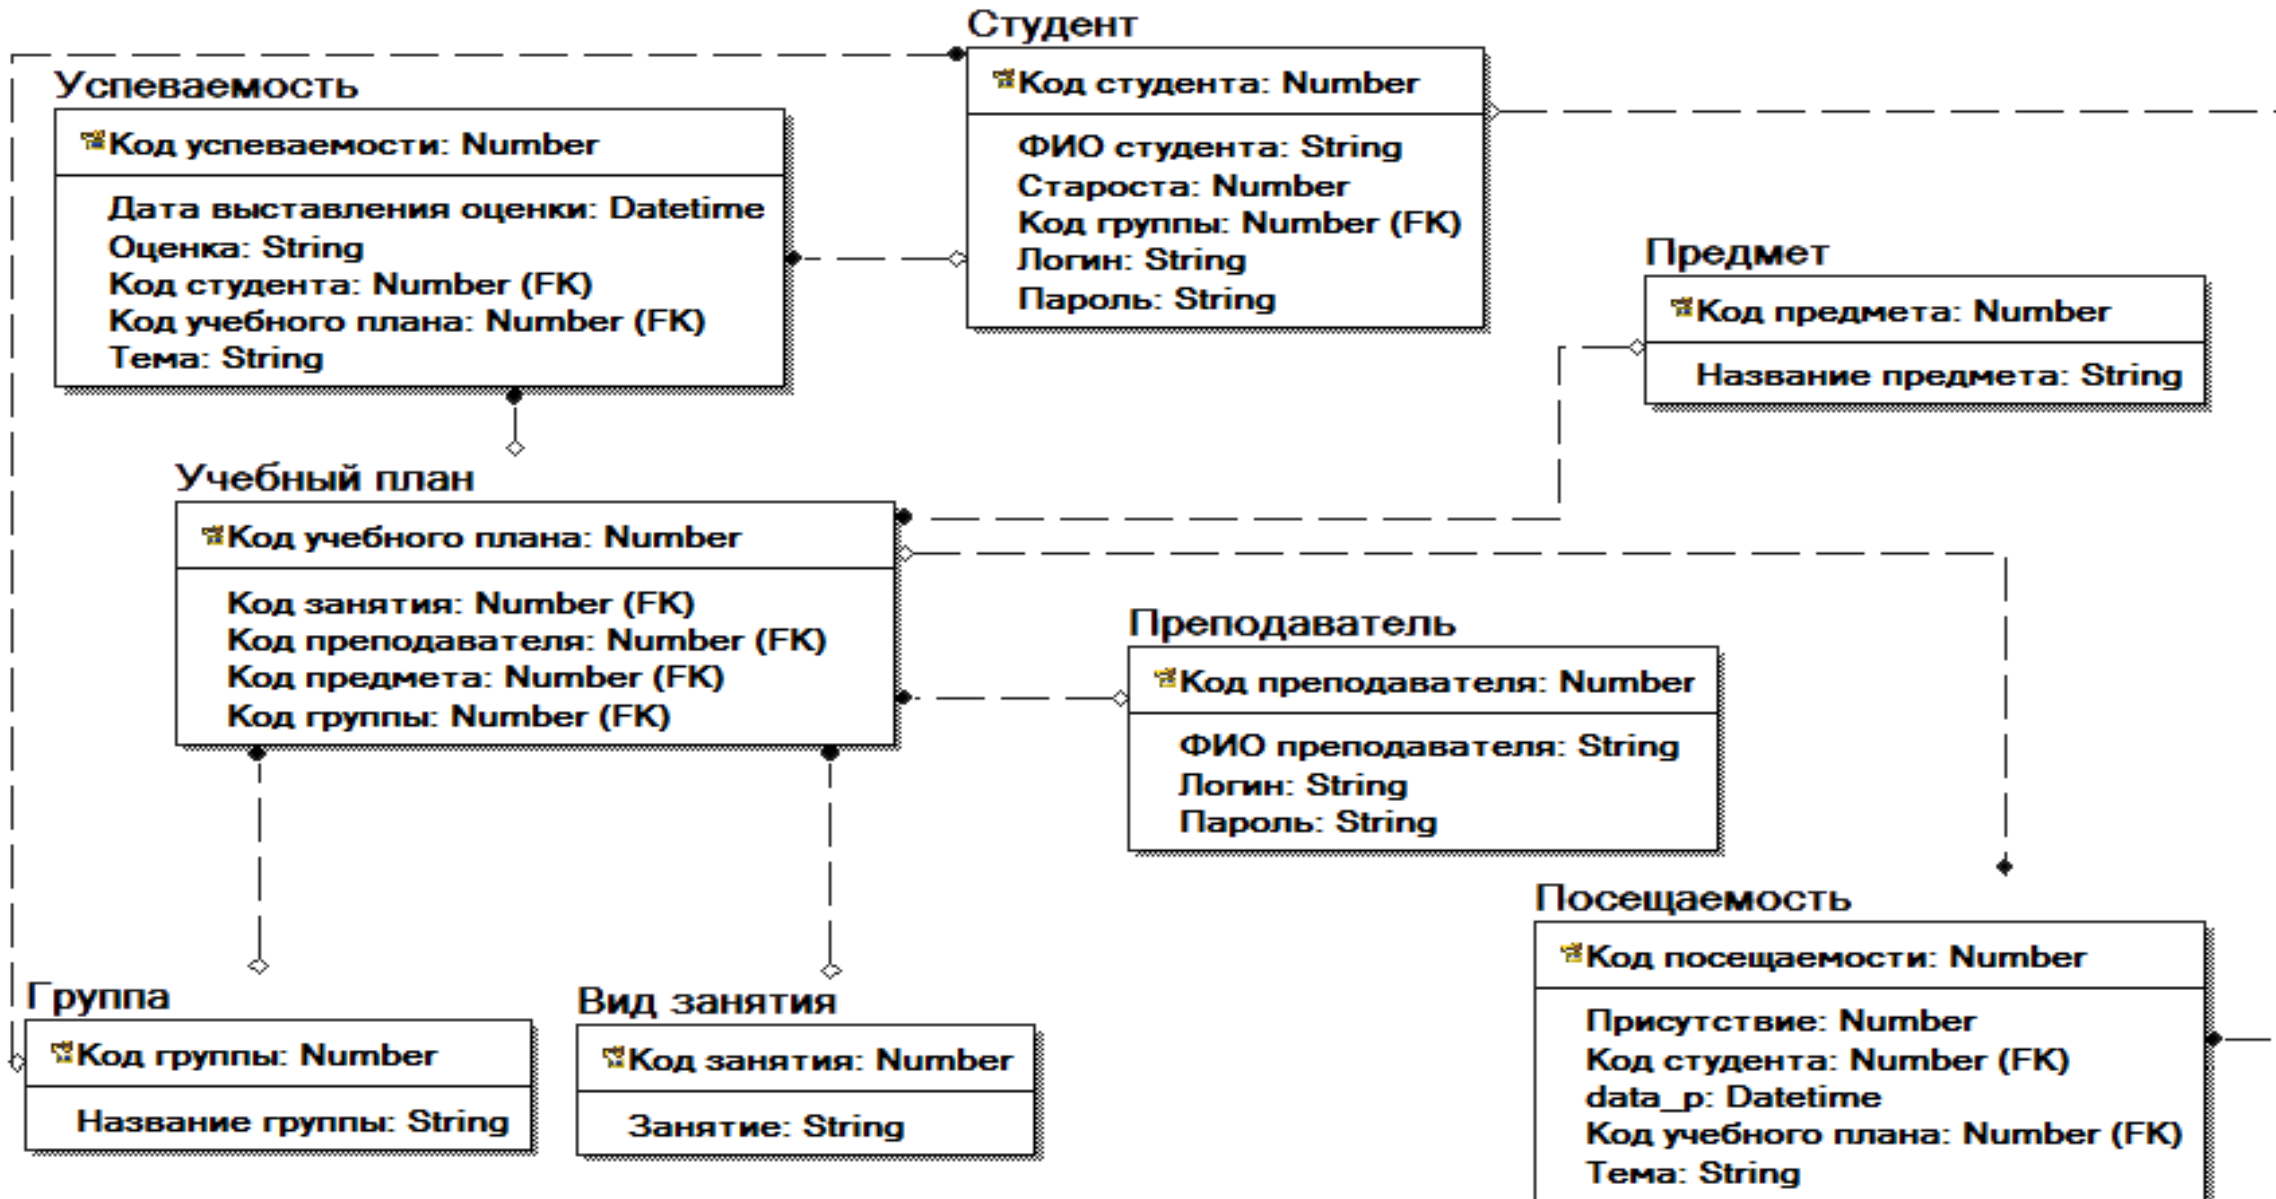 Студент
Код студента: Number
ФИО студента: String
Староста: Number
Код группы: Number (FK)
Логин: String
Пароль: String
Успеваемость
Код успеваемости: Number
Дата выставления оценки: Datetime
Оценка: String
Код студента: Number (FK)
Код учебного плана: Number (FK)
Тема: String
Предмет
Код предмета: Number
Название предмета: String
Учебный план
Код учебного плана: Number
Код занятия: Number (FK)
Код преподавателя: Number (FK)
Код предмета: Number (FK)
Код группы: Number (FK)
Преподаватель
Код преподавателя: Number
ФИО преподавателя: String
Логин: String
Пароль: String
Посещаемость
Код посещаемости: Number
Присутствие: Number
Код студента: Number (FK)
data_p: Datetime
Код учебного плана: Number (FK)
Тема: String
Группа
Код группы: Number
Название группы: String
Вид занятия
Код занятия: Number
Занятие: String